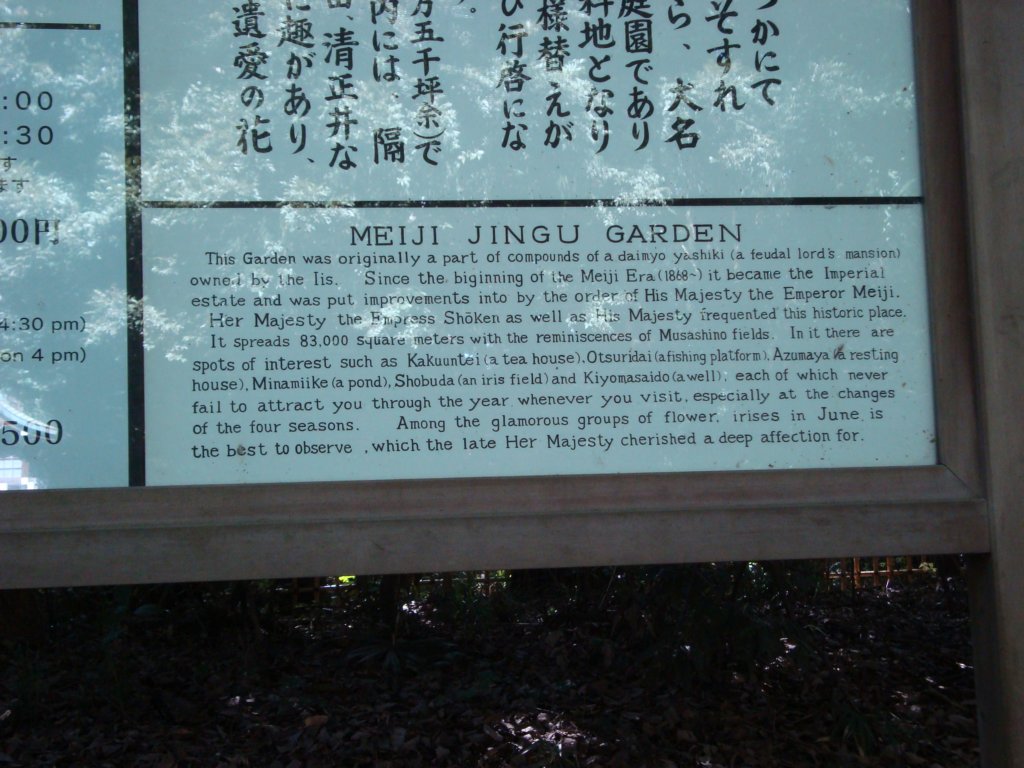 :00
:30
す
ます
00円
4:30 pm)
on 4 pm)
500
つかにて
そすれ
ら、犬名
庭園であり
料地となり
様替えが
び行啓にな
万五千坪余)で
内には、隔
田、清正井な
に趣があり、
遺愛の花
MEIJI JINGU GARDEN
This Garden was originally a part of compounds of a daimyo yashiki (a feudal lord's mansion)
owned by the Iis. Since the biginning of the Meiji Era (1868~) it became the Imperial
estate and was put improvements into by the order of His Majesty the Emperor Meiji.
Her Majesty the Empress Shōken as well as His Majesty frequented this historic place.
It spreads 83,000 square meters with the reminiscences of Musashino fields. In it there are
spots of interest such as Kakuuntei (a tea house), Otsuridai (a fishing platform), Azumaya (a resting
house), Minamiike (a pond), Shobuda (an iris field) and Kiyomasaido (a well); each of which never
fail to attract you through the year whenever you visit, especially at the changes
of the four seasons. Among the glamorous groups of flower, irises in June is
the best to observe , which the late Her Majesty cherished a deep affection for.